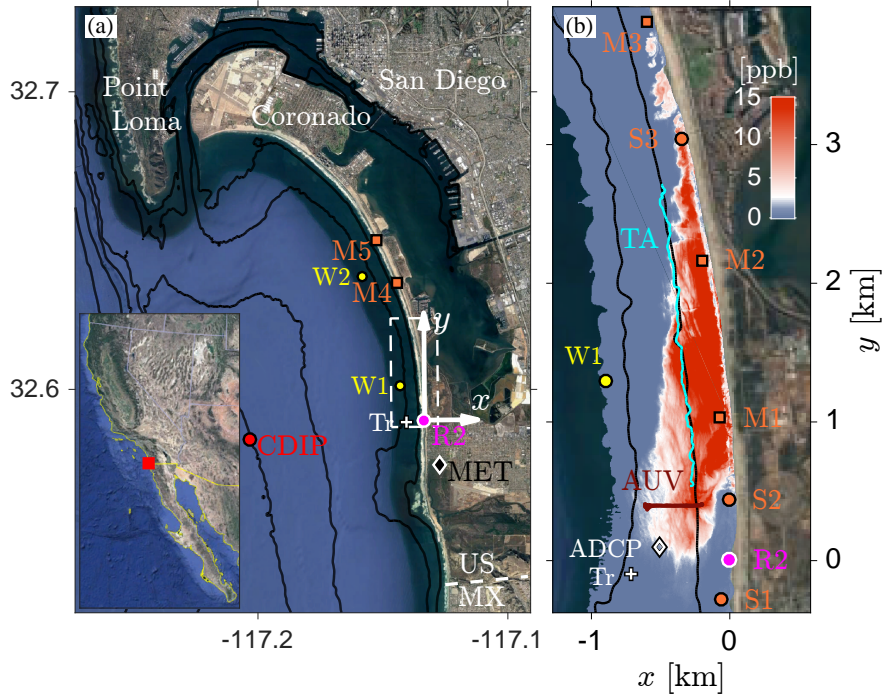 (a)
Point
Loma
San Diego
Coronado
32.7
M5
W2
M4
y
W1
32.6
x
Tr
R2
CDIP
MET
US
MX
-117.2
-117.1
(b)
M3
[ppb]
15
10
5
0
S3
3
TA
M2
2
W1
y [km]
M1
1
AUV
S2
ADCP
R2
0
Tr
S1
-1
0
x [km]